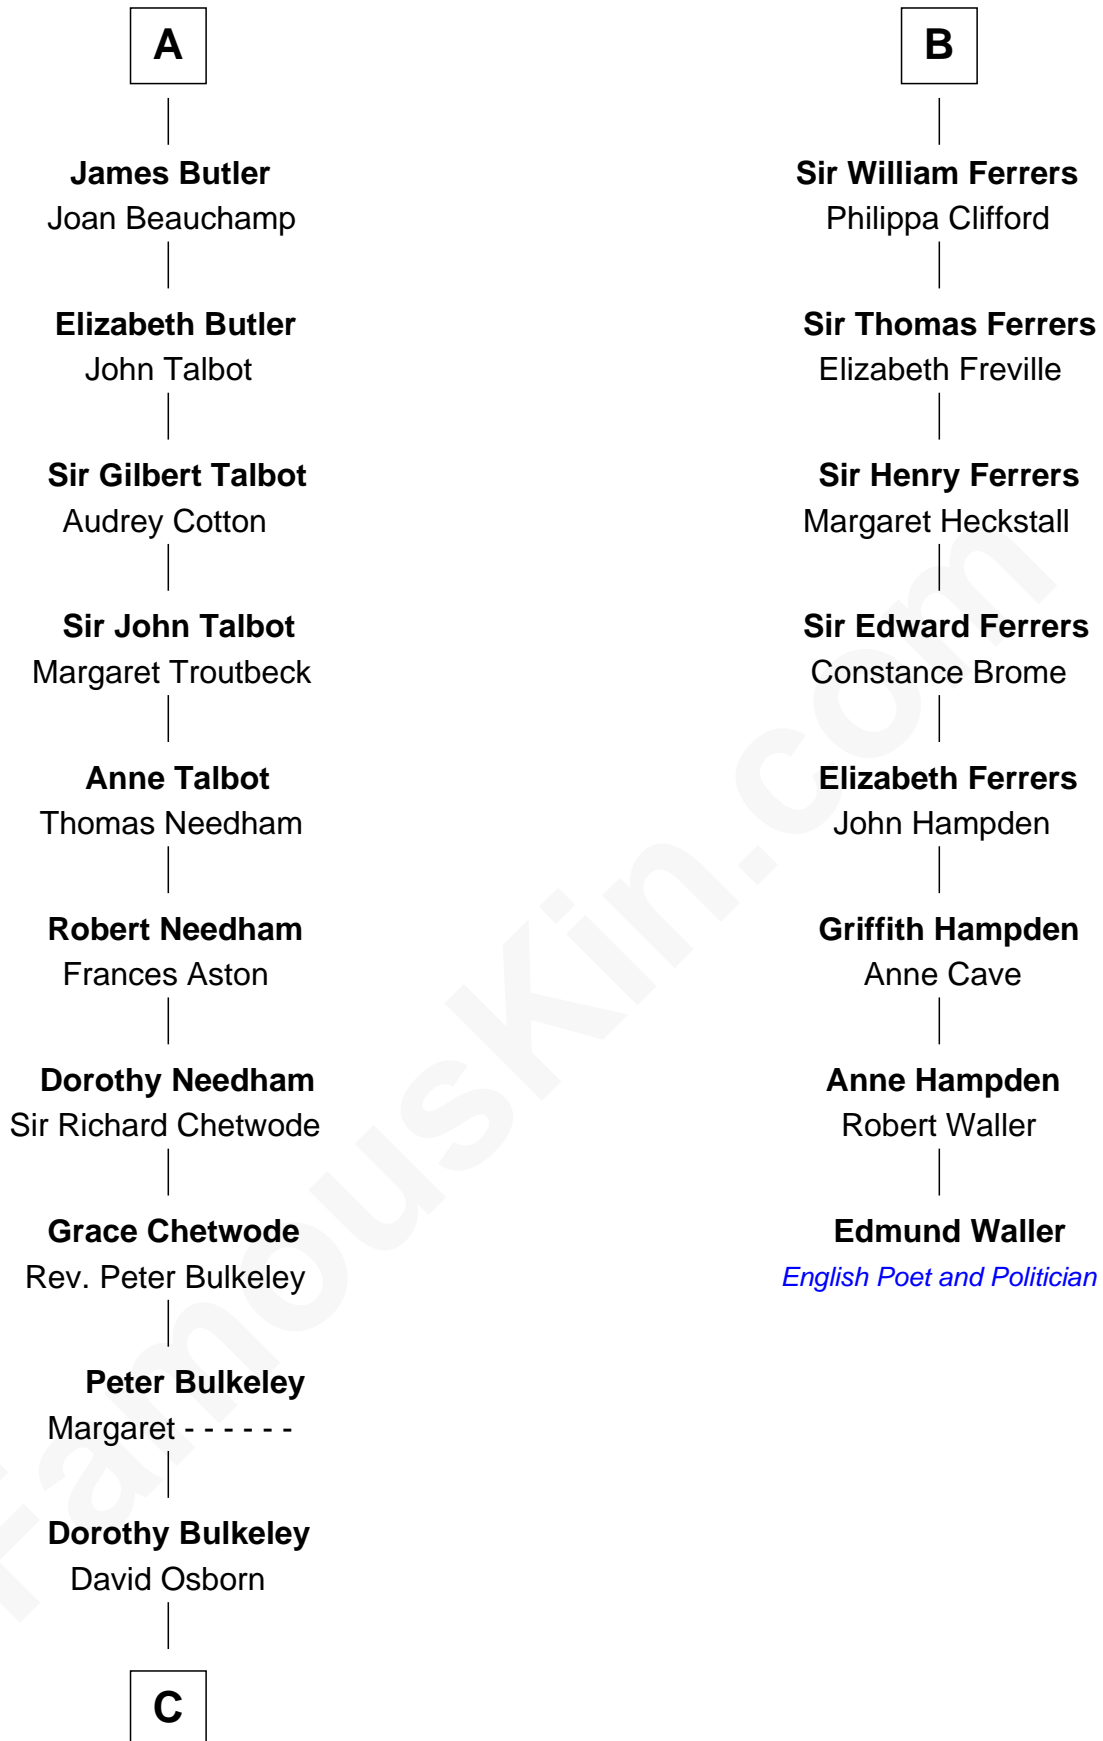 A
James Butler
Joan Beauchamp
Elizabeth Butler
John Talbot
Sir Gilbert Talbot
Audrey Cotton
Sir John Talbot
Margaret Troutbeck
Anne Talbot
Thomas Needham
Robert Needham
Frances Aston
Dorothy Needham
Sir Richard Chetwode
Grace Chetwode
Rev. Peter Bulkeley
Peter Bulkeley
Margaret - - - - - -
Dorothy Bulkeley
David Osborn
C
B
Sir William Ferrers
Philippa Clifford
Sir Thomas Ferrers
Elizabeth Freville
Sir Henry Ferrers
Margaret Heckstall
Sir Edward Ferrers
Constance Brome
Elizabeth Ferrers
John Hampden
Griffith Hampden
Anne Cave
Anne Hampden
Robert Waller
Edmund Waller
English Poet and Politician
FamousKin.com